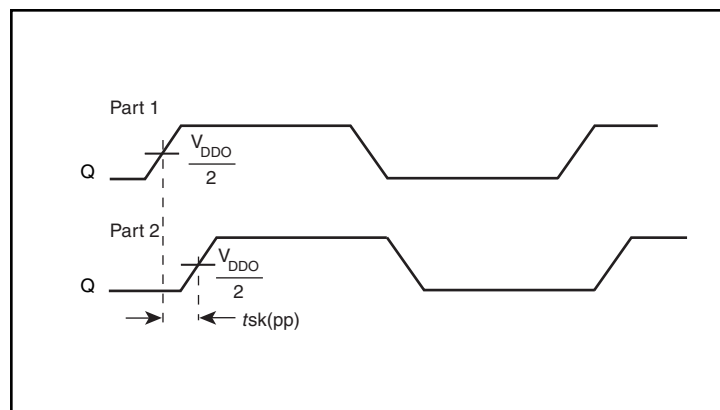 Part 1
V_DDO
2
Q
Part 2
V_DDO
2
Q
tsk(pp)